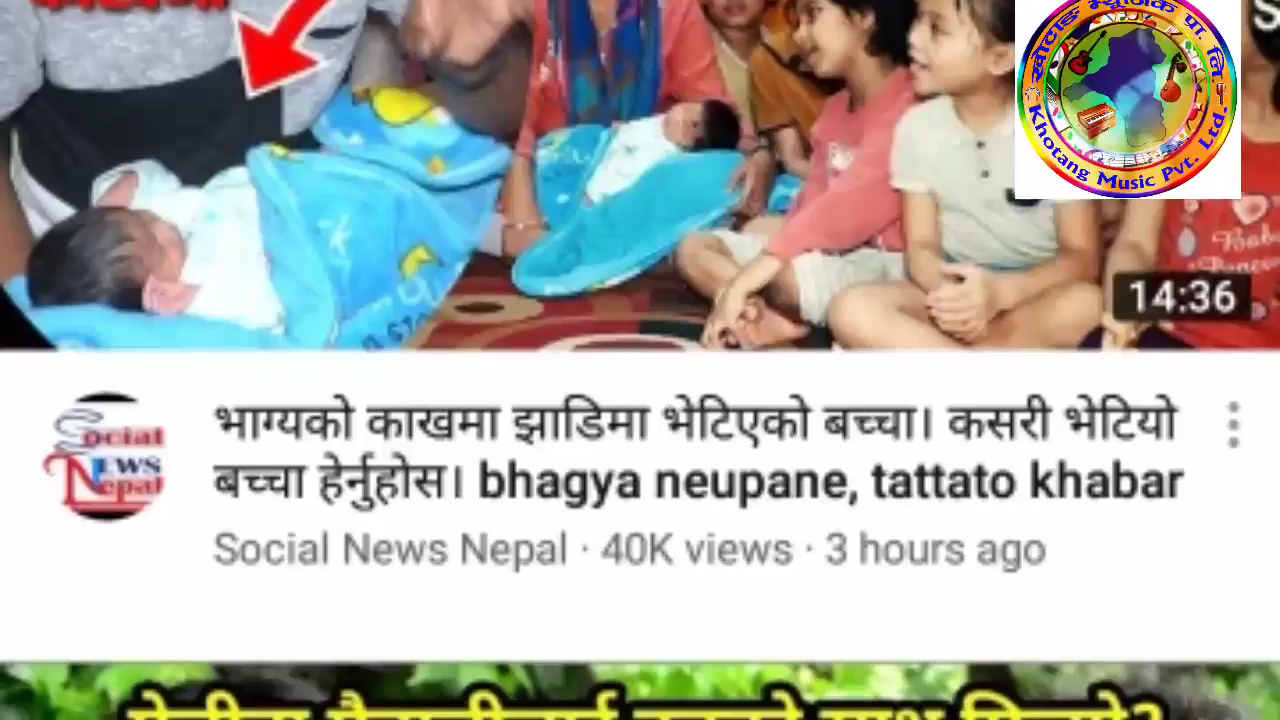 खोटाङ म्यूजिक प्रा. लि.
Khotang Music Pvt. Ltd.
14:36
Social
News
Nepal
भाग्यको काखमा झाडिमा भेटिएको बच्चा। कसरी भेटियो
बच्चा हेर्नुहोस। bhagya neupane, tattato khabar
Social News Nepal · 40K views · 3 hours ago